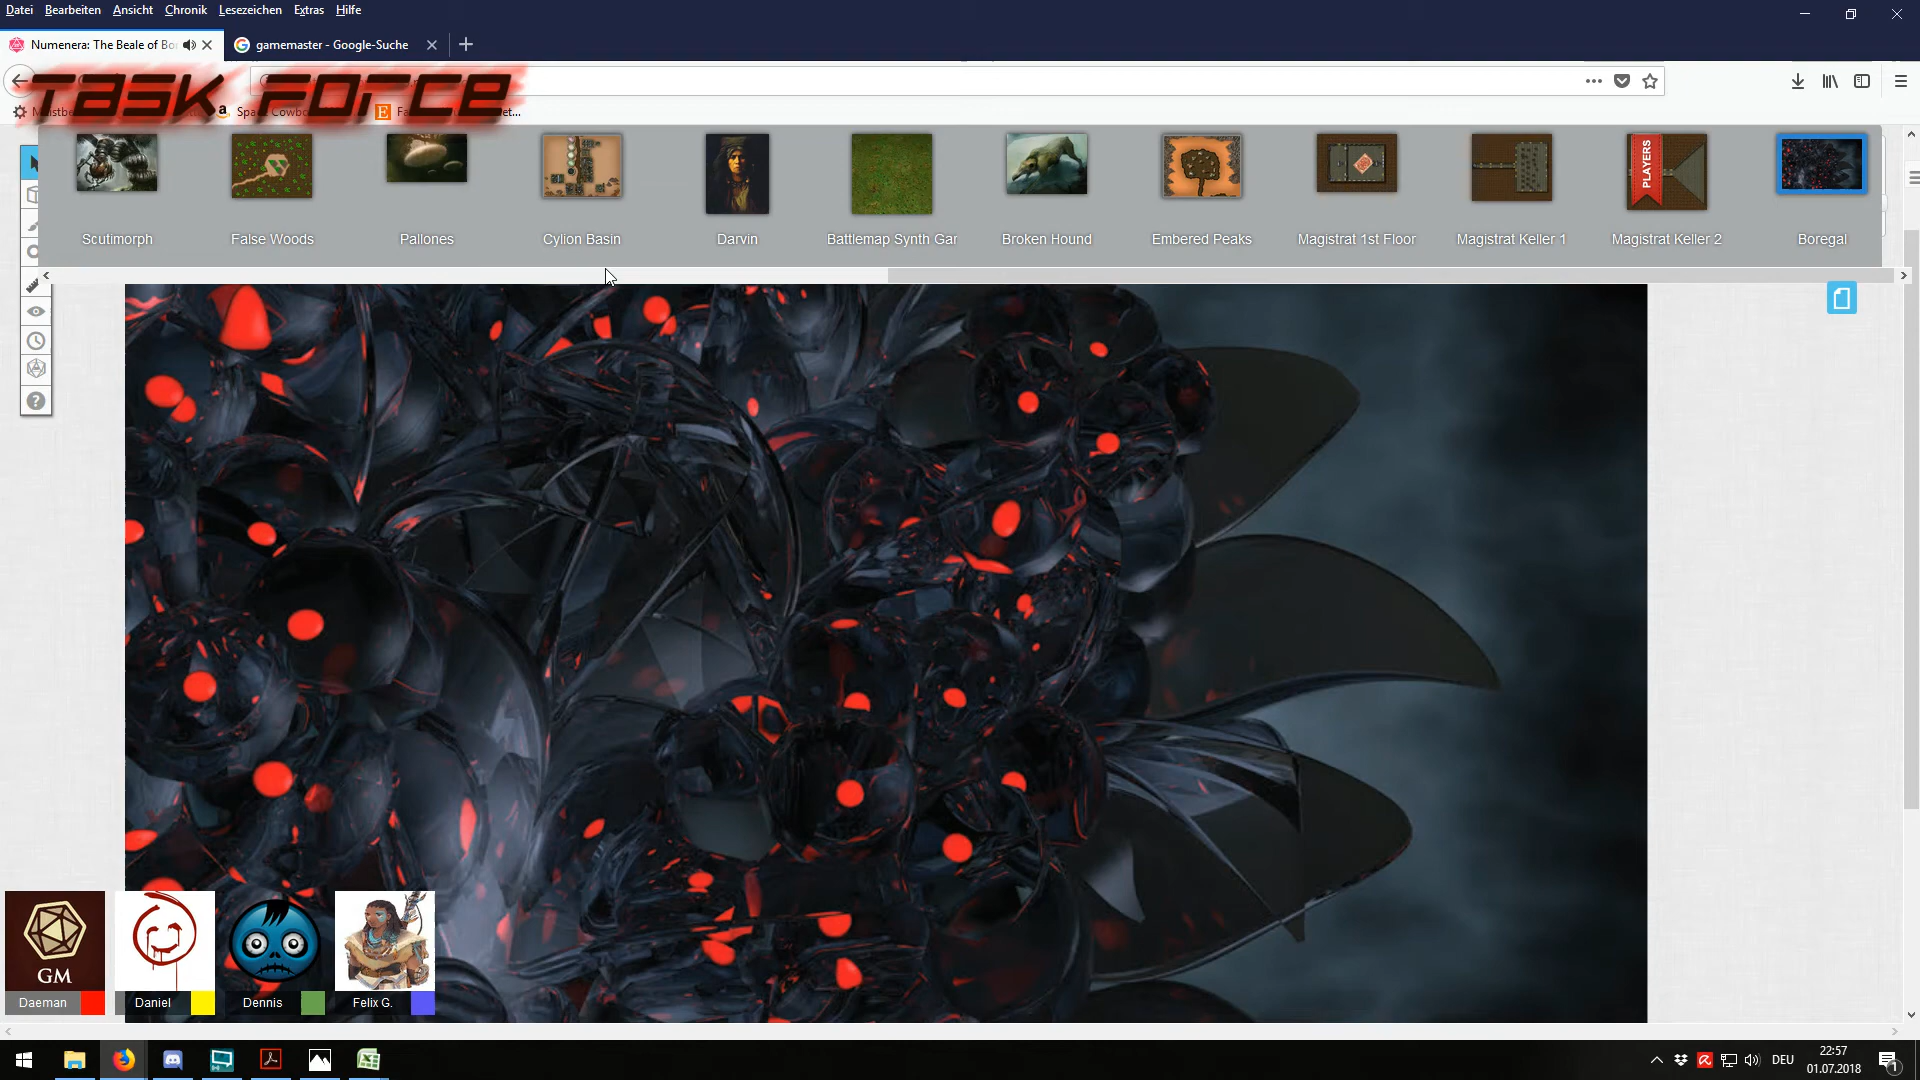 Datei Bearbeiten Ansicht Chronik Lesezeichen Extras Hilfe
Numenera: The Beale of Bo
gamemaster - Google-Suche
TASK FORCE
a
E
Scutimorph
False Woods
Pallones
Cylion Basin
Darvin
Battlemap Synth Gar
Broken Hound
Embered Peaks
Magistrat 1st Floor
Magistrat Keller 1
PLAYERS
Magistrat Keller 2
Boregal
GM
Daeman
Daniel
Dennis
Felix G.
DEU
22:57
01.07.2018
1